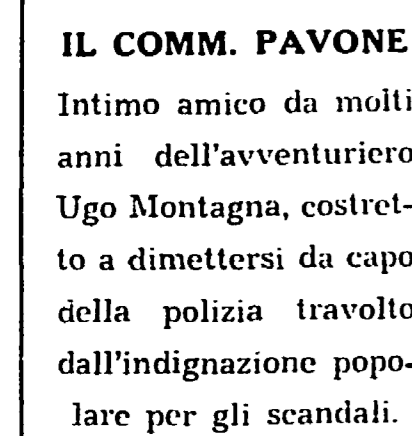 IL COMM. PAVONE
Intimo amico da molti
anni dell'avventuriero
Ugo Montagna, costret-
to a dimettersi da capo
della polizia travolto
dall'indignazione popo-
lare per gli scandali.